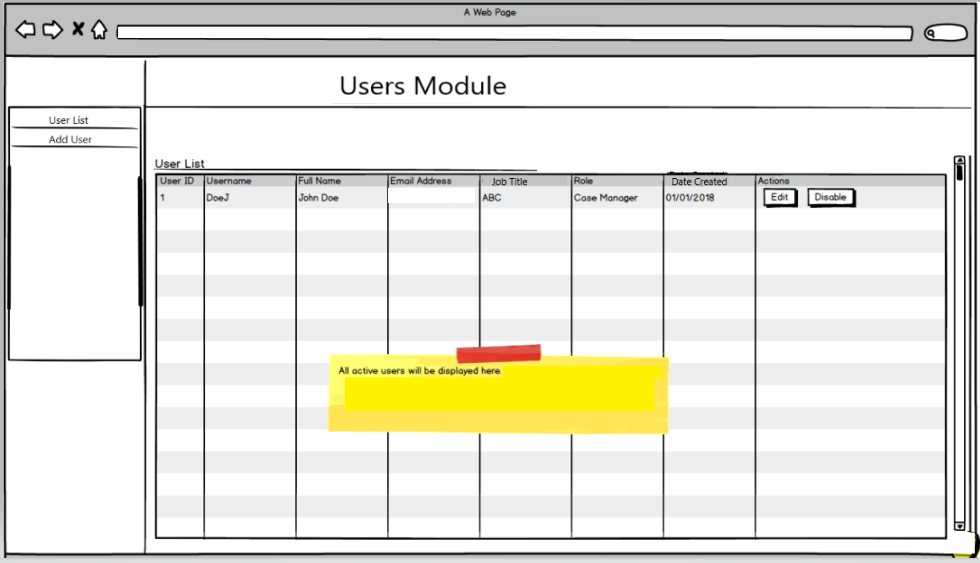 A Web Page
Users Module
User List
Add User
User List
User ID Username Full Name Email Address Job Title Role Date Created Actions
1 DoeJ John Doe ABC Case Manager 01/01/2018 Edit Disable
All active users will be displayed here.